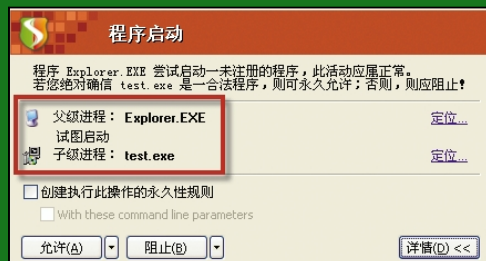 程序启动
程序 Explorer.EXE 尝试启动一未注册的程序，此活动应属正常。
若您绝对确信 test.exe 是一合法程序，则可永久允许；否则，则应阻止！
父级进程： Explorer.EXE 定位...
试图启动
子级进程： test.exe 定位...
创建执行此操作的永久性规则
With these command line parameters
允许(A) 阻止(B) 详情(D) <<